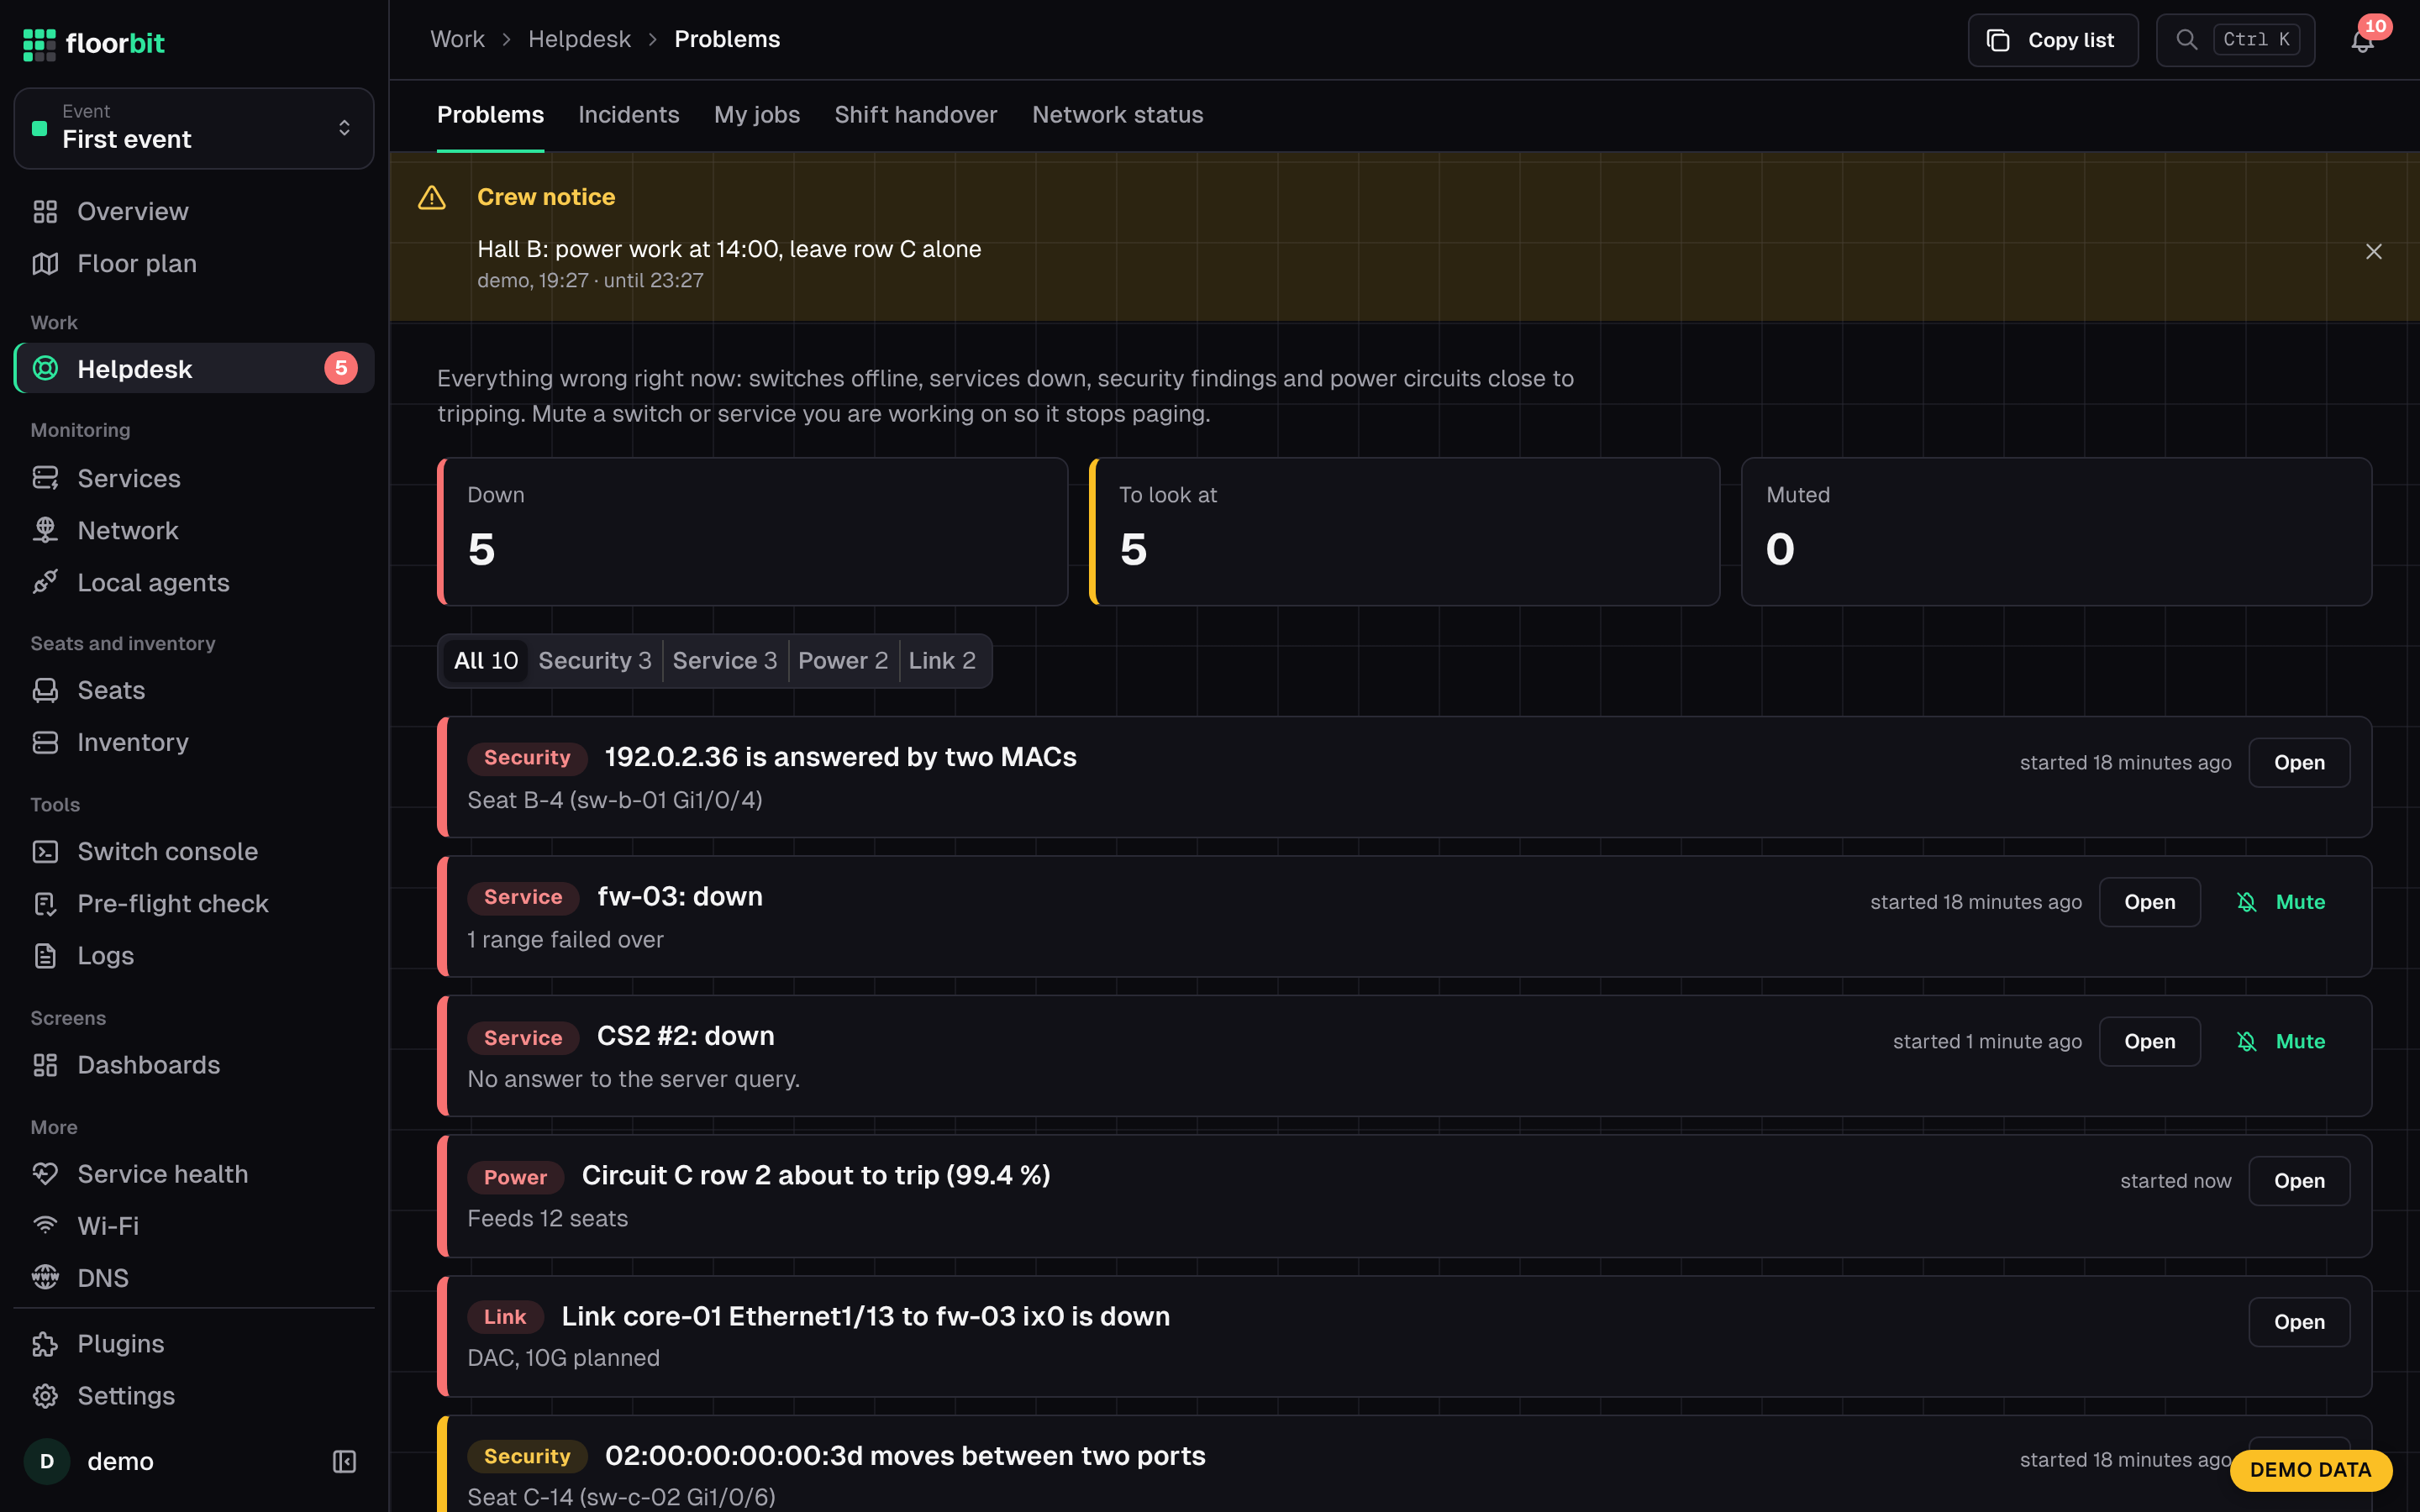 floorbit
Event
First event
Overview
Floor plan
Work
Helpdesk 5
Monitoring
Services
Network
Local agents
Seats and inventory
Seats
Inventory
Tools
Switch console
Pre-flight check
Logs
Screens
Dashboards
More
Service health
Wi-Fi
DNS
Plugins
Settings
D demo
Work > Helpdesk > Problems
Copy list
Ctrl K
10
Problems Incidents My jobs Shift handover Network status
Crew notice
Hall B: power work at 14:00, leave row C alone
demo, 19:27 · until 23:27
Everything wrong right now: switches offline, services down, security findings and power circuits close to
tripping. Mute a switch or service you are working on so it stops paging.
Down
5
To look at
5
Muted
0
All 10 Security 3 Service 3 Power 2 Link 2
Security 192.0.2.36 is answered by two MACs started 18 minutes ago Open
Seat B-4 (sw-b-01 Gi1/0/4)
Service fw-03: down started 18 minutes ago Open Mute
1 range failed over
Service CS2 #2: down started 1 minute ago Open Mute
No answer to the server query.
Power Circuit C row 2 about to trip (99.4 %) started now Open
Feeds 12 seats
Link Link core-01 Ethernet1/13 to fw-03 ix0 is down Open
DAC, 10G planned
Security 02:00:00:00:00:3d moves between two ports started 18 minutes ago
Seat C-14 (sw-c-02 Gi1/0/6)
DEMO DATA